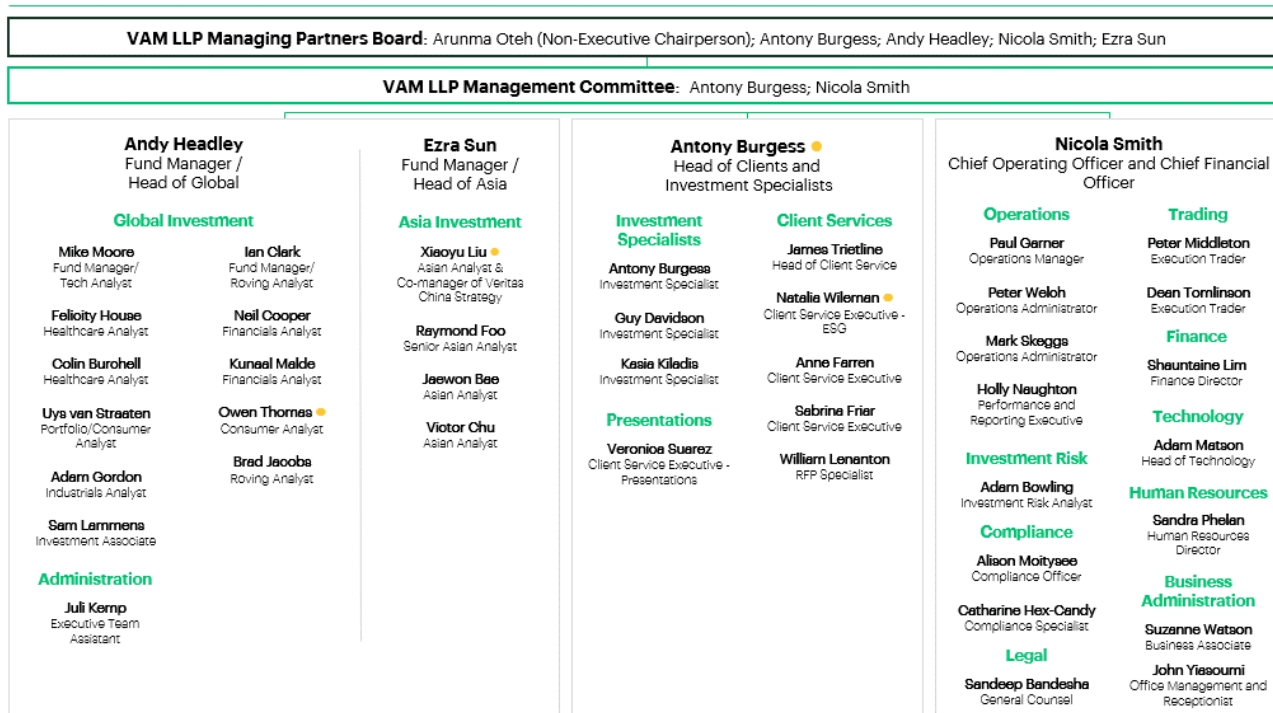 VAM LLP Managing Partners Board: Arunma Oteh (Non-Executive Chairperson); Antony Burgess; Andy Headley; Nicola Smith; Ezra Sun
VAM LLP Management Committee: Antony Burgess; Nicola Smith
Andy Headley
Fund Manager /
Head of Global
Global Investment
Mike Moore
Fund Manager/
Tech Analyst
Felicity House
Healthcare Analyst
Colin Burohell
Healthcare Analyst
Uys van Straaten
Portfolio/Consumer
Analyst
Adam Gordon
Industrials Analyst
Sam Lammens
Investment Associate
Administration
Juli Kemp
Executive Team
Assistant
Ian Clark
Fund Manager/
Roving Analyst
Neil Cooper
Financials Analyst
Kunaal Malde
Financials Analyst
Owen Thomas
Consumer Analyst
Brad Jacobs
Roving Analyst
Ezra Sun
Fund Manager /
Head of Asia
Asia Investment
Xiaoyu Liu
Asian Analyst &
Co-manager of Veritas
China Strategy
Raymond Foo
Senior Asian Analyst
Jaewon Bae
Asian Analyst
Viotor Chu
Asian Analyst
Antony Burgess
Head of Clients and
Investment Specialists
Investment
Specialists
Antony Burgess
Investment Specialist
Guy Davidson
Investment Specialist
Kasia Kiladis
Investment Specialist
Presentations
Veronioa Suarez
Client Service Executive -
Presentations
Client Services
James Trietline
Head of Client Service
Natalia Wileman
Client Service Executive -
ESG
Anne Farren
Client Service Executive
Sabrina Friar
Client Service Executive
William Lenanton
RFP Specialist
Nicola Smith
Chief Operating Officer and Chief Financial
Officer
Operations
Paul Garner
Operations Manager
Peter Weloh
Operations Administrator
Mark Skeggs
Operations Administrator
Holly Naughton
Performance and
Reporting Executive
Investment Risk
Adam Bowling
Investment Risk Analyst
Compliance
Alison Moitysee
Compliance Officer
Catharine Hex-Candy
Compliance Specialist
Legal
Sandeep Bandesha
General Counsel
Trading
Peter Middleton
Execution Trader
Dean Tomlinson
Execution Trader
Finance
Shauntaine Lim
Finance Director
Technology
Adam Matson
Head of Technology
Human Resources
Sandra Phelan
Human Resources
Director
Business
Administration
Suzanne Watson
Business Associate
John Yiasoumi
Office Management and
Receptionist